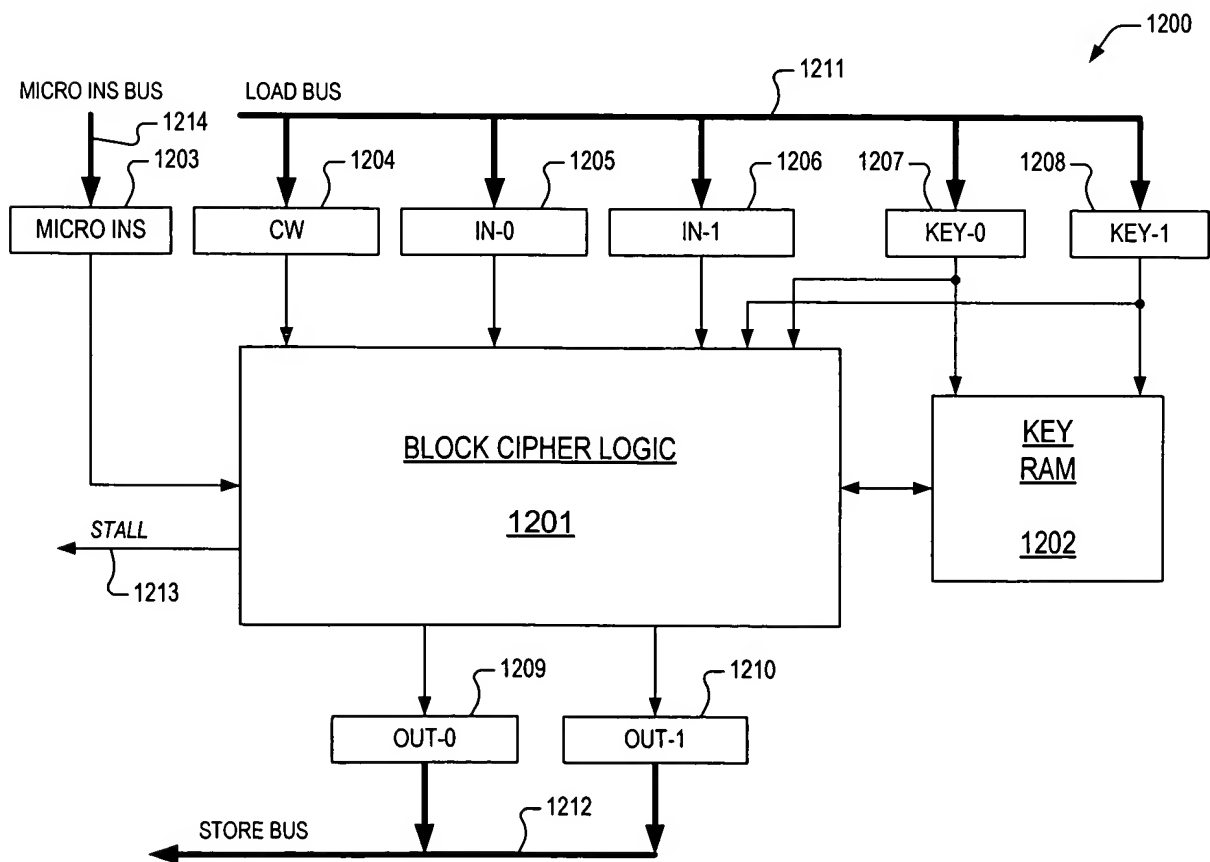 1200
MICRO INS BUS
LOAD BUS
1211
1214
1203
1204
1205
1206
1207
1208
MICRO INS
CW
IN-0
IN-1
KEY-0
KEY-1
BLOCK CIPHER LOGIC
1201
KEY
RAM
1202
STALL
1213
1209
1210
OUT-0
OUT-1
STORE BUS
1212